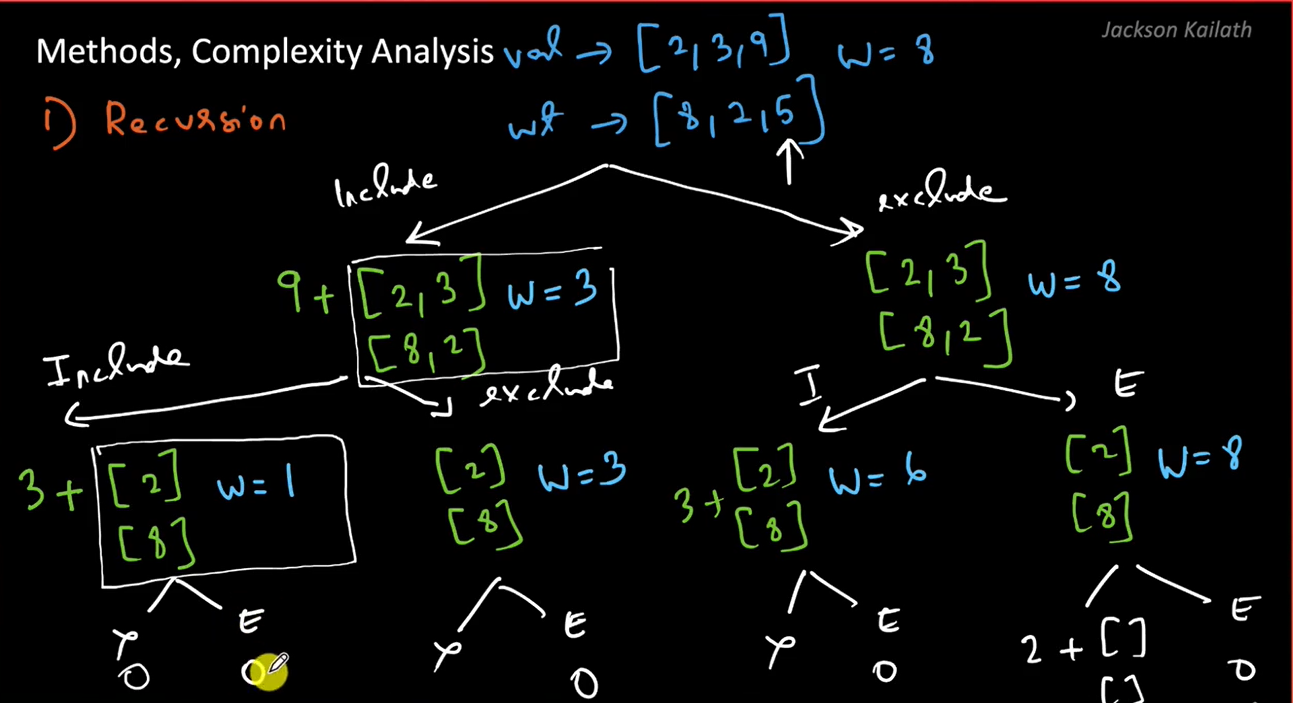 Jackson Kailath
Methods, Complexity Analysis val → [2, 3, 9] W = 8
1) Recursion wt → [8, 2, 5]
Include exclude
9 + [2, 3] W = 3 [2, 3] W = 8
[8, 2] [8, 2]
Include exclude I E
3 + [2] W = 1 [2] W = 3 3 + [2] W = 6 [2] W = 8
[8] [8] [8] [8]
E E E E
0 0 0 0 2 + [] 0
[]